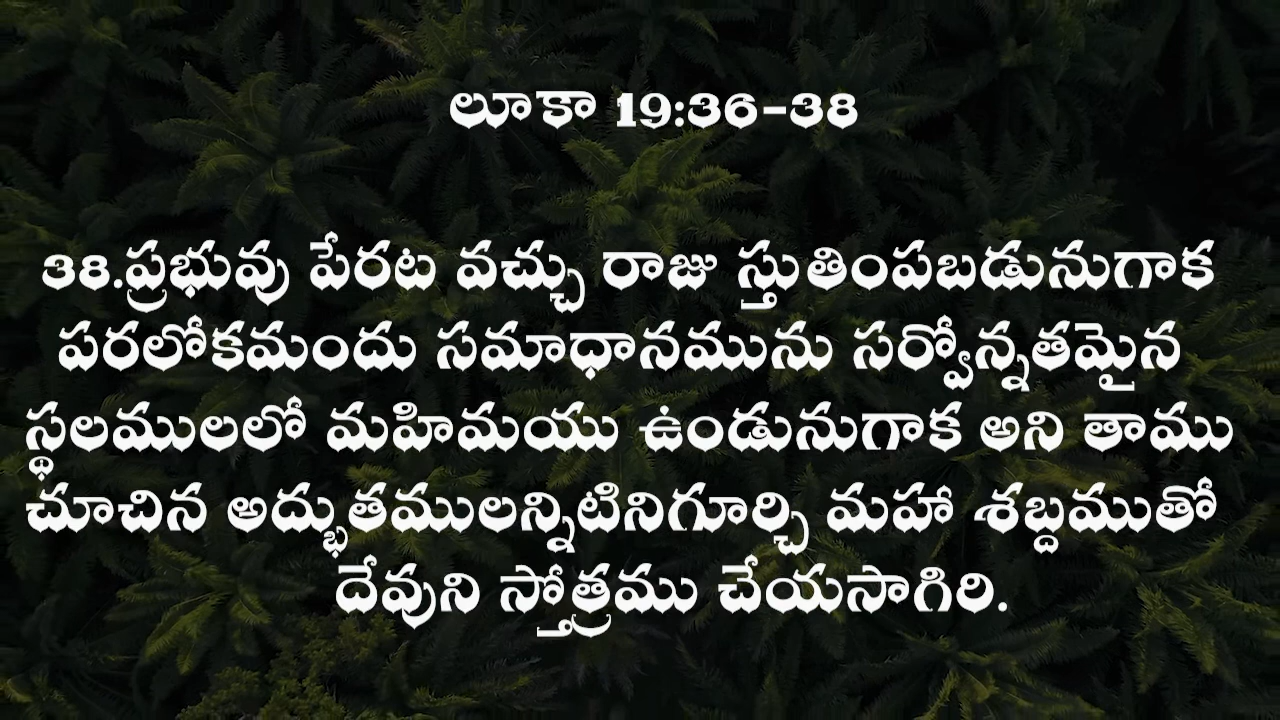 లూకా 19:36-38
38.ప్రభువు పేరట వచ్చు రాజు స్తుతింపబడునుగాక
పరలోకమందు సమాధానమును సర్వోన్నతమైన
స్థలములలో మహిమయు ఉండునుగాక అని తాము
చూచిన అద్భుతములన్నిటినిగూర్చి మహా శబ్దముతో
దేవుని స్తోత్రము చేయసాగిరి.